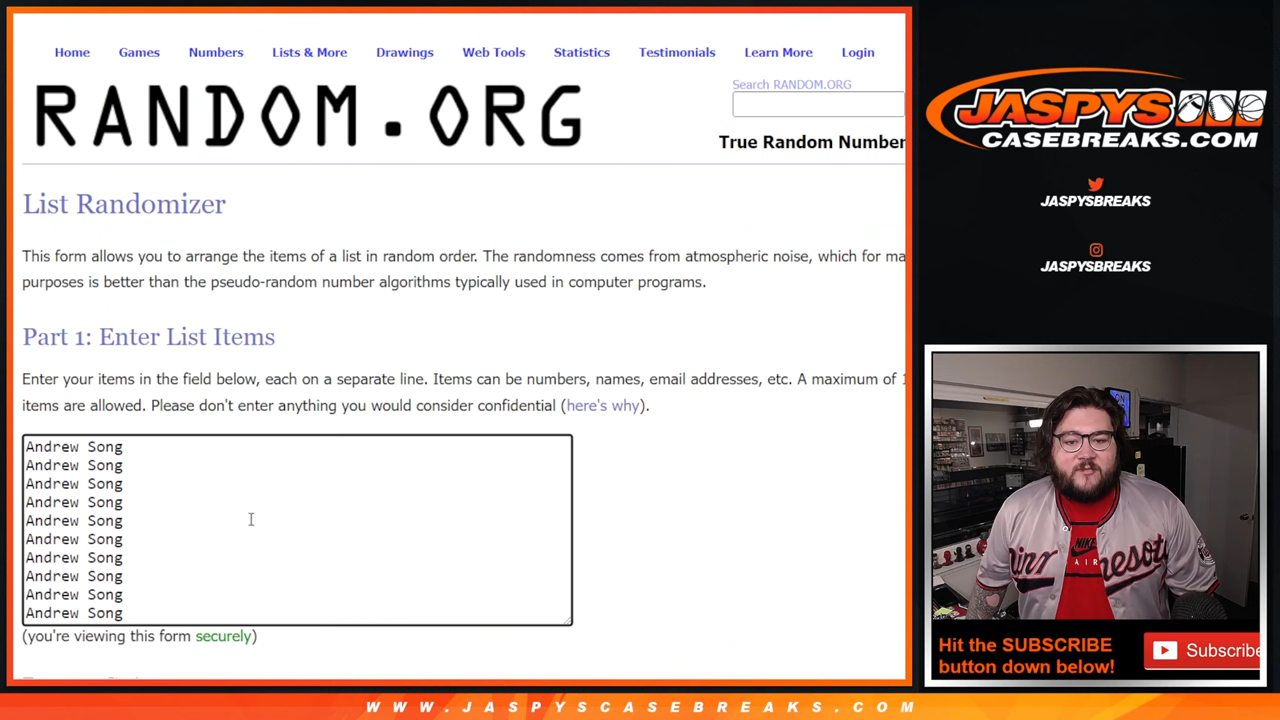 Home Games Numbers Lists & More Drawings Web Tools Statistics Testimonials Learn More Login
RANDOM.ORG
Search RANDOM.ORG
True Random Number
List Randomizer
This form allows you to arrange the items of a list in random order. The randomness comes from atmospheric noise, which for ma
purposes is better than the pseudo-random number algorithms typically used in computer programs.
Part 1: Enter List Items
Enter your items in the field below, each on a separate line. Items can be numbers, names, email addresses, etc. A maximum of 1
items are allowed. Please don't enter anything you would consider confidential (here's why).
Andrew Song
Andrew Song
Andrew Song
Andrew Song
Andrew Song
Andrew Song
Andrew Song
Andrew Song
Andrew Song
Andrew Song
(you're viewing this form securely)
JASPYS
CASEBREAKS.COM
JASPYSBREAKS
JASPYSBREAKS
NIKE
AIR
Hit the SUBSCRIBE
button down below!
Subscribe
WWW.JASPYSCASEBREAKS.COM